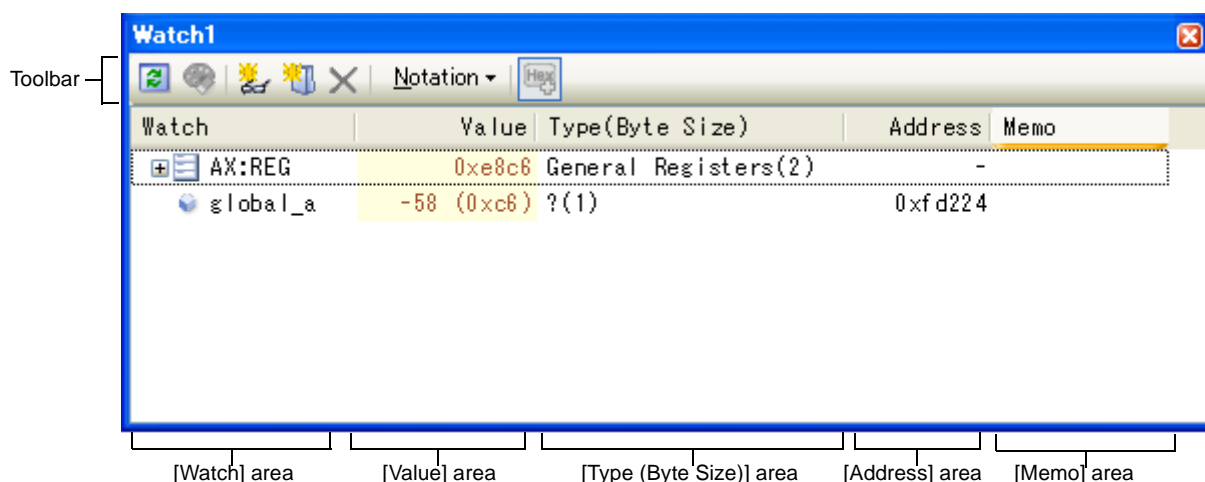 Watch1
Toolbar
Notation
Hex
Watch Value Type(Byte Size) Address Memo
AX:REG 0xe8c6 General Registers(2) -
global_a -58 (0xc6) ?(1) 0xfd224
[Watch] area [Value] area [Type (Byte Size)] area [Address] area [Memo] area